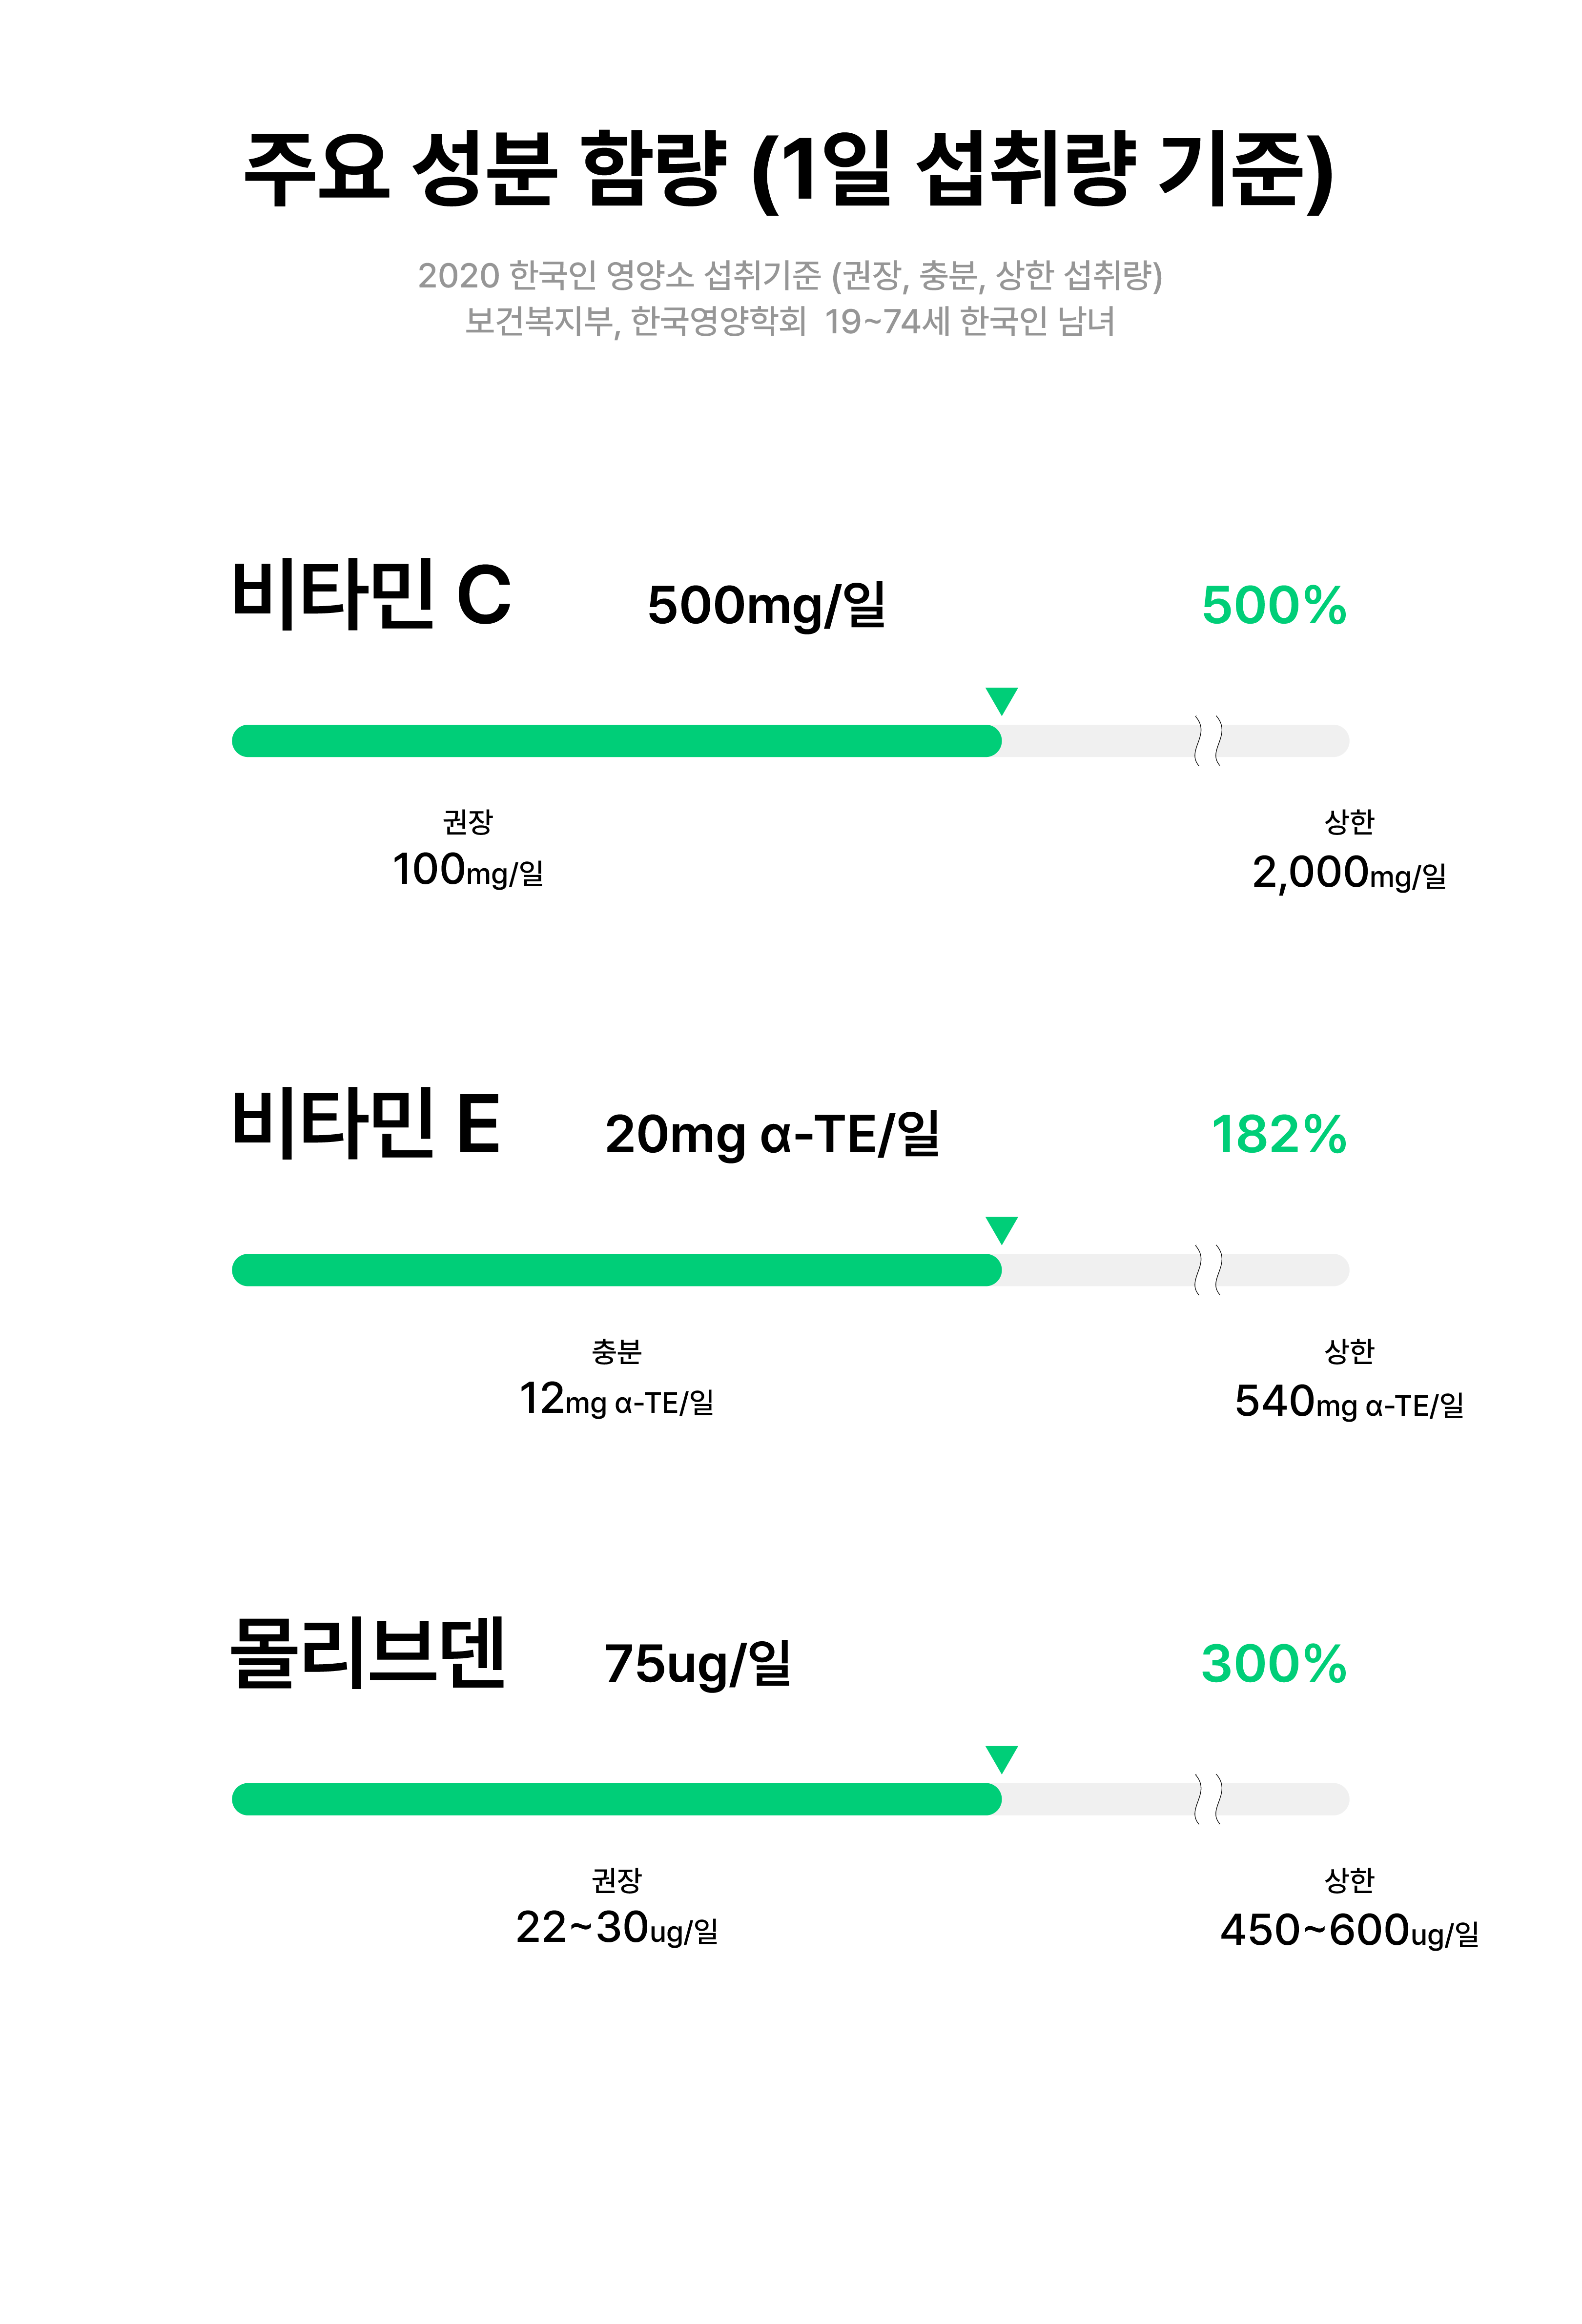 주요 성분 함량 (1일 섭취량 기준)
2020 한국인 영양소 섭취기준 (권장, 충분, 상한 섭취량)
보건복지부, 한국영양학회 19~74세 한국인 남녀
비타민 C 500mg/일 500%
권장 상한
100mg/일 2,000mg/일
비타민 E 20mg α-TE/일 182%
충분 상한
12mg α-TE/일 540mg α-TE/일
몰리브덴 75ug/일 300%
권장 상한
22~30ug/일 450~600ug/일